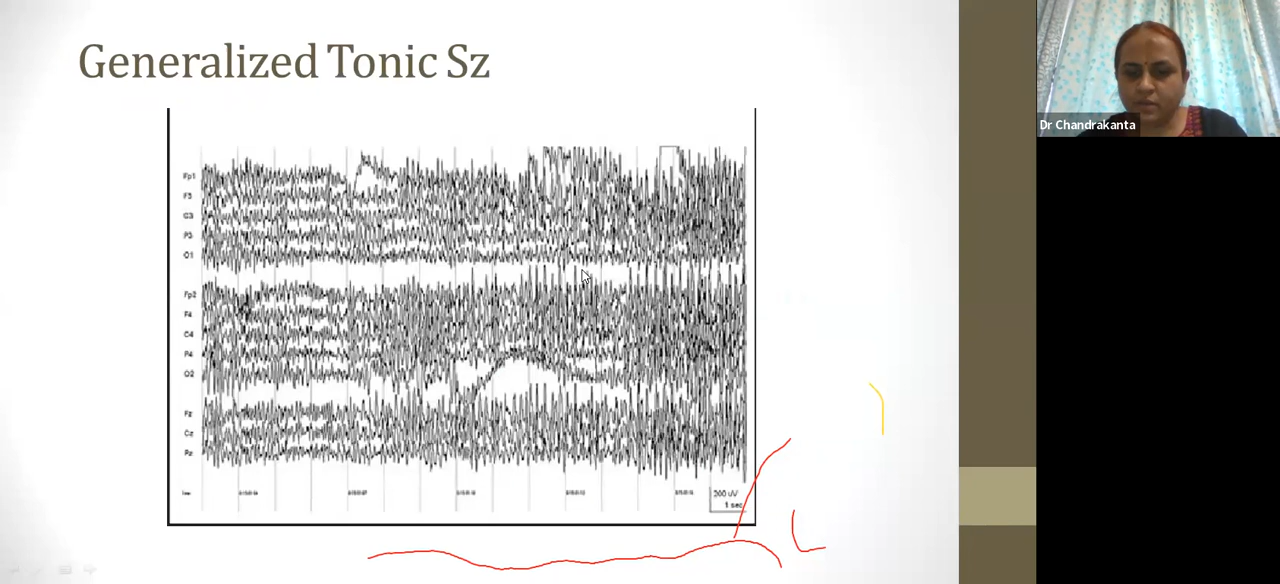 Generalized Tonic Sz
Dr Chandrakanta
Fp1
F3
C3
P3
O1
Fp2
F4
C4
P4
O2
Fz
Cz
Pz
200 uV
1 sec